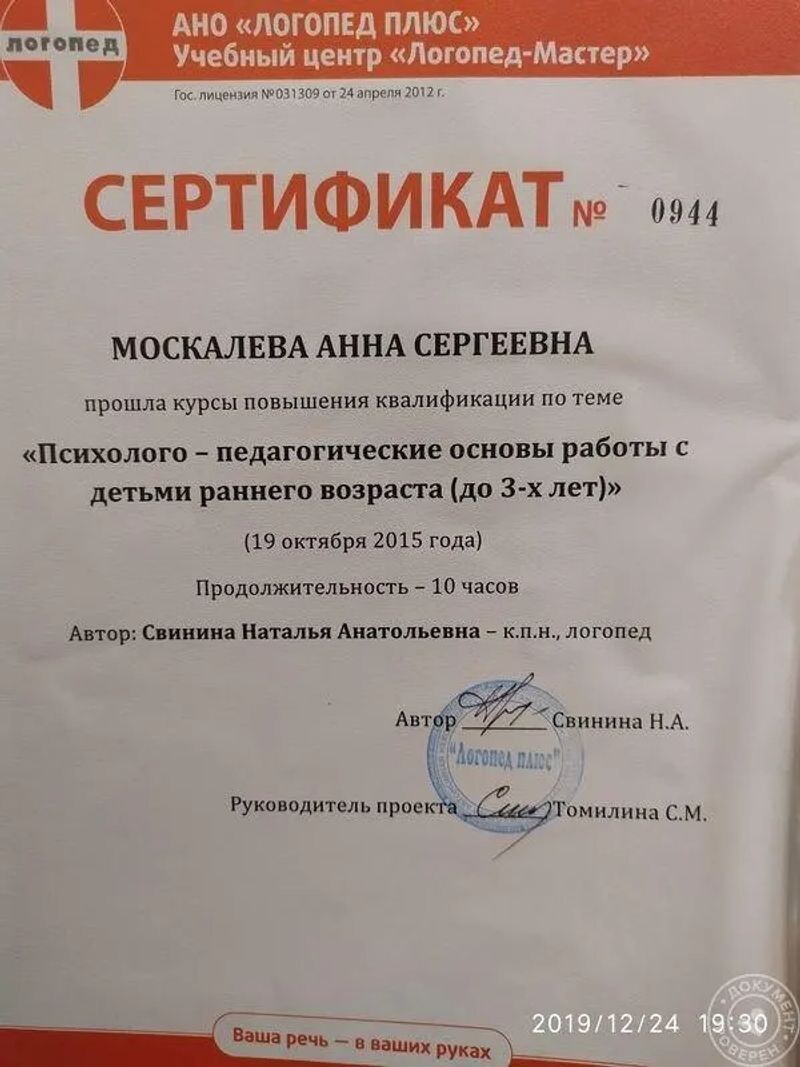 логопед
АНО «ЛОГОПЕД ПЛЮС»
Учебный центр «Логопед-Мастер»
Гос. лицензия №031309 от 24 апреля 2012 г.
СЕРТИФИКАТ № 0944
МОСКАЛЕВА АННА СЕРГЕЕВНА
прошла курсы повышения квалификации по теме
«Психолого – педагогические основы работы с
детьми раннего возраста (до 3-х лет)»
(19 октября 2015 года)
Продолжительность – 10 часов
Автор: Свинина Наталья Анатольевна – к.п.н., логопед
Автор Свинина Н.А.
"Логопед плюс"
Руководитель проекта Томилина С.М.
2019/12/24 19:30
ДОКУМЕНТ
ПРОВЕРЕН
Ваша речь — в ваших руках